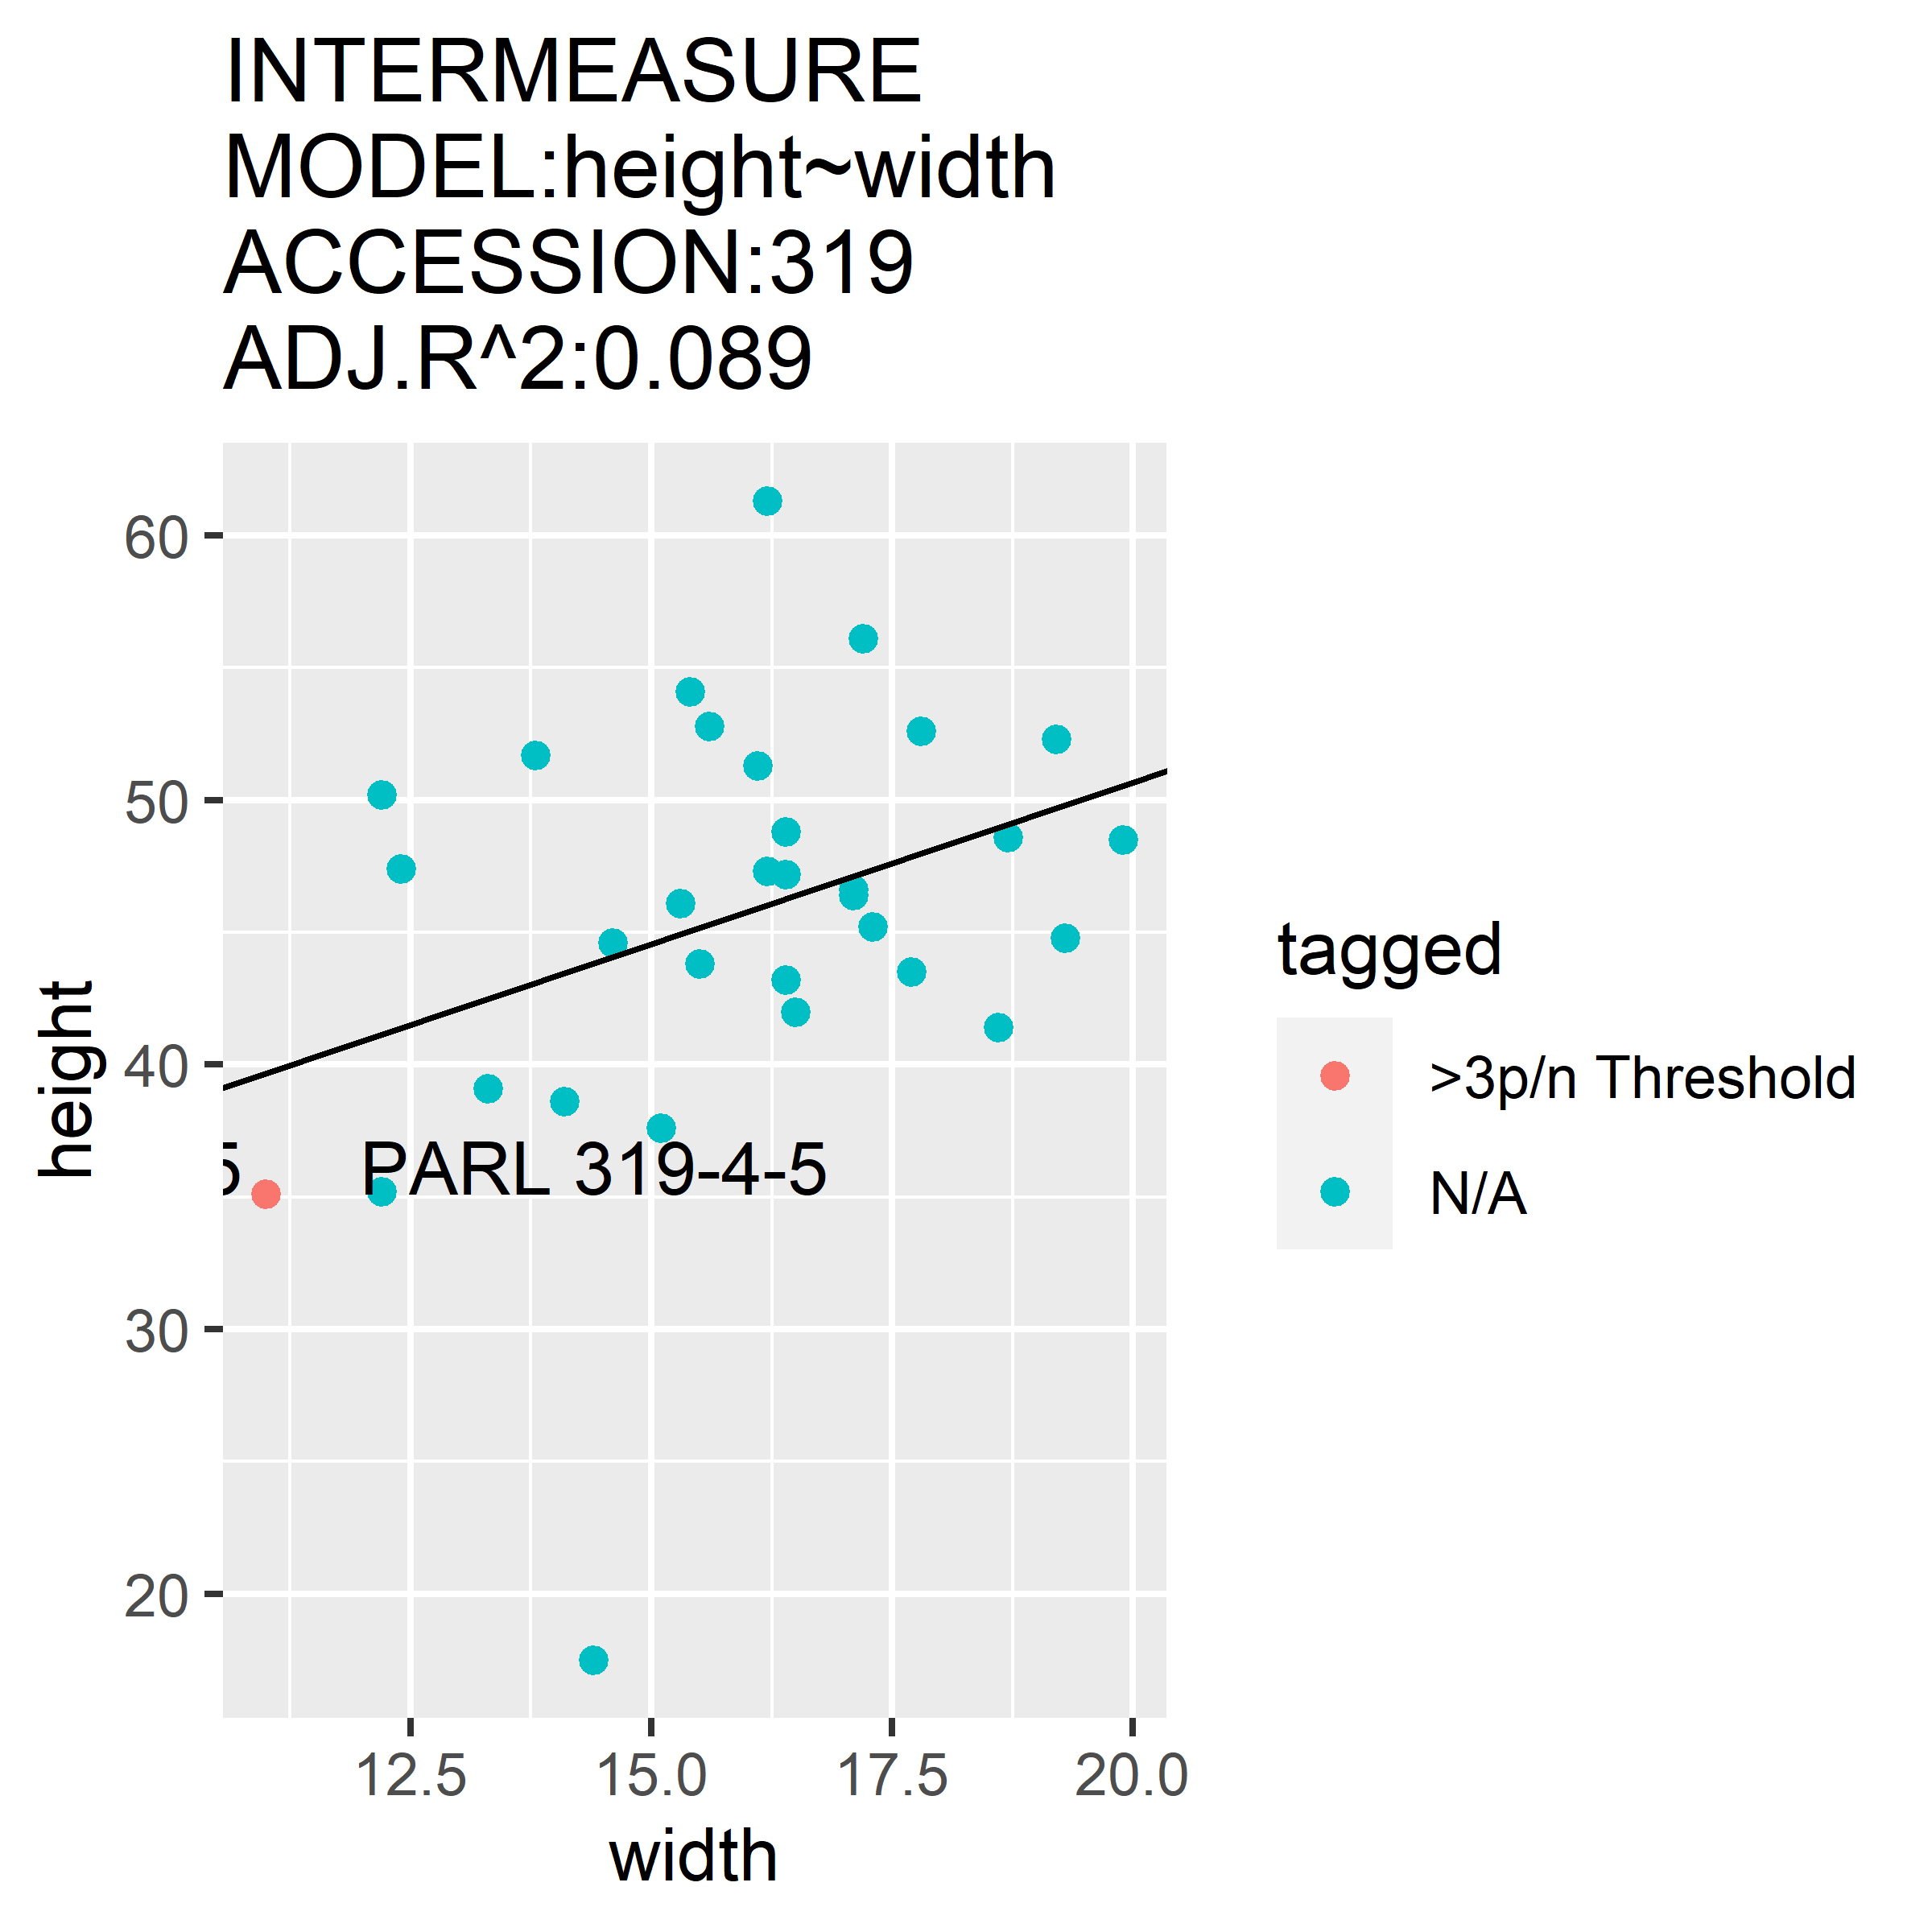 INTERMEASURE
MODEL:height~width
ACCESSION:319
ADJ.R^2:0.089
60
50
40
30
20
height
5 PARL 319-4-5
12.5 15.0 17.5 20.0
width
tagged
>3p/n Threshold
N/A